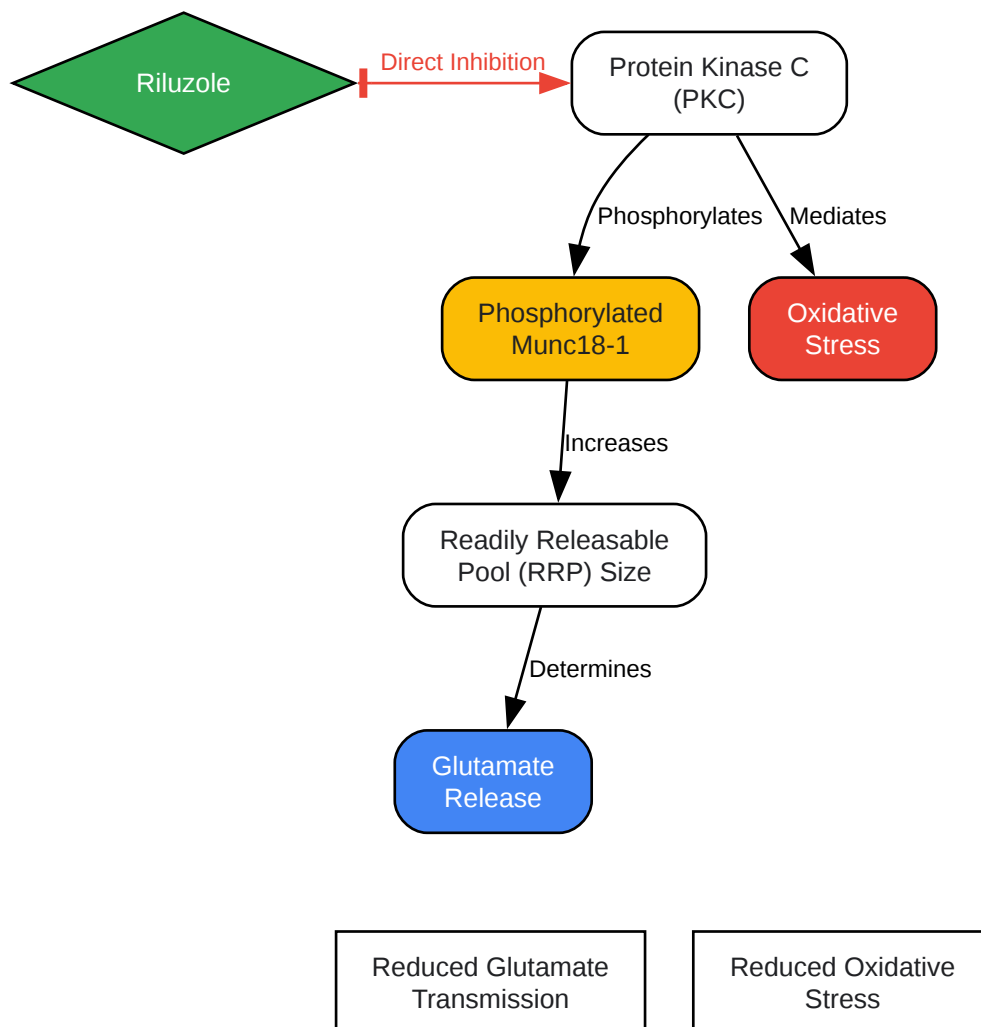 Riluzole
Direct Inhibition
Protein Kinase C
(PKC)
Phosphorylates
Mediates
Phosphorylated
Munc18-1
Oxidative
Stress
Increases
Readily Releasable
Pool (RRP) Size
Determines
Glutamate
Release
Reduced Glutamate
Transmission
Reduced Oxidative
Stress